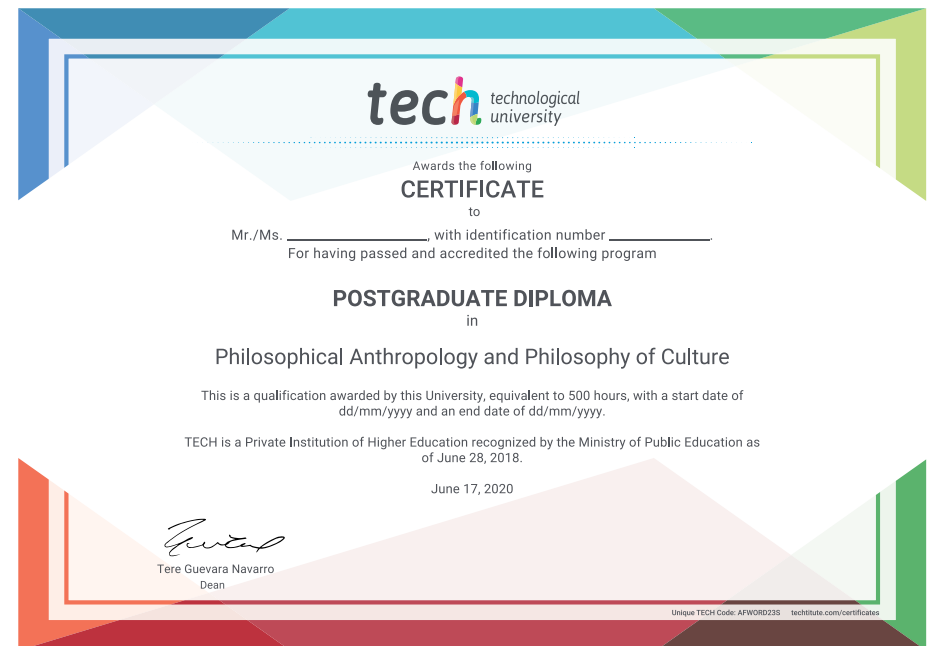 tech technological
university
Awards the following
CERTIFICATE
to
Mr./Ms. ____________, with identification number ____________.
For having passed and accredited the following program
POSTGRADUATE DIPLOMA
in
Philosophical Anthropology and Philosophy of Culture
This is a qualification awarded by this University, equivalent to 500 hours, with a start date of
dd/mm/yyyy and an end date of dd/mm/yyyy.
TECH is a Private Institution of Higher Education recognized by the Ministry of Public Education as
of June 28, 2018.
June 17, 2020
Tere Guevara Navarro
Dean
Unique TECH Code: AFWORD23S techtitute.com/certificates